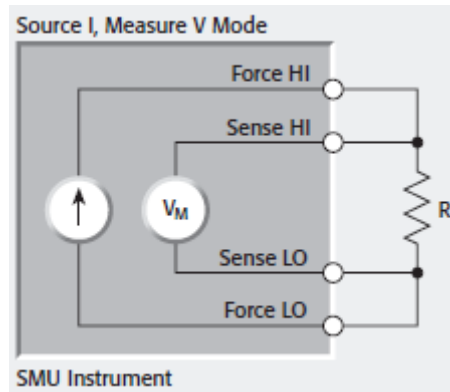 Source I, Measure V Mode
Force HI
Sense HI
VM
R
Sense LO
Force LO
SMU Instrument